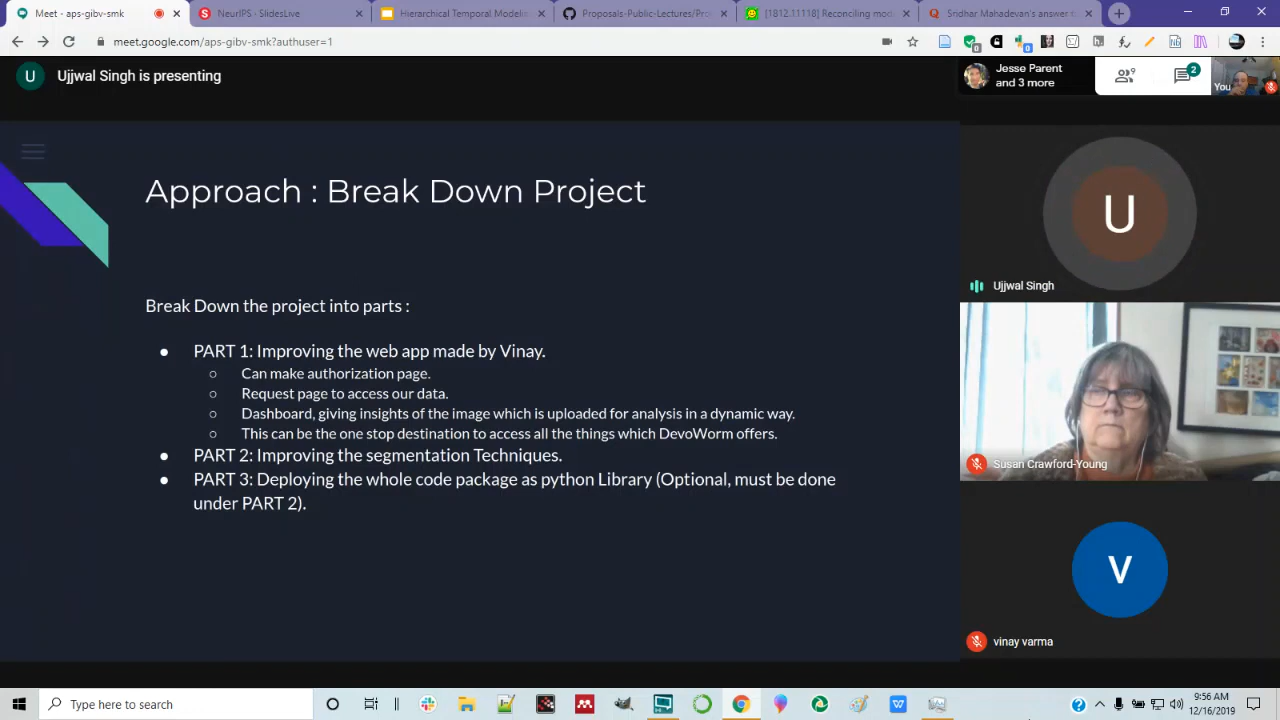 Meet - aps-gibv-smk
NeurIPS - SlidesLive
Hierarchical Temporal Modelin
Proposals-Public-Lectures/Pro
[1812.11118] Reconciling mod
Sridhar Mahadevan's answer t
meet.google.com/aps-gibv-smk?authuser=1
U
Ujjwal Singh is presenting
Jesse Parent
and 3 more
9
2
You
Approach : Break Down Project
Break Down the project into parts :
● PART 1: Improving the web app made by Vinay.
○ Can make authorization page.
○ Request page to access our data.
○ Dashboard, giving insights of the image which is uploaded for analysis in a dynamic way.
○ This can be the one stop destination to access all the things which DevoWorm offers.
● PART 2: Improving the segmentation Techniques.
● PART 3: Deploying the whole code package as python Library (Optional, must be done
under PART 2).
U
Ujjwal Singh
Susan Crawford-Young
V
vinay varma
Type here to search
9:56 AM
12/16/2019